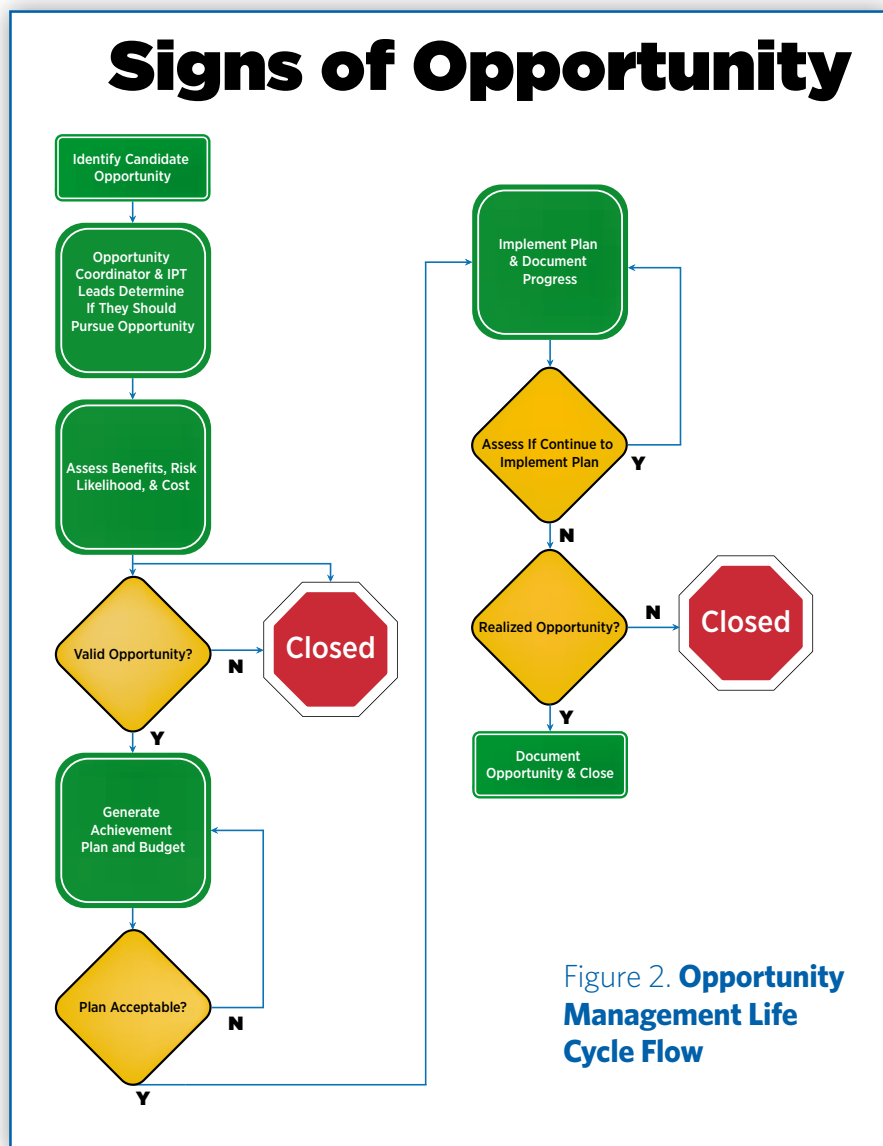 Signs of Opportunity
Identify Candidate
Opportunity
Opportunity
Coordinator & IPT
Leads Determine
If They Should
Pursue Opportunity
Assess Benefits, Risk
Likelihood, & Cost
Valid Opportunity?
N
Closed
Y
Generate
Achievement
Plan and Budget
Plan Acceptable?
N
Y
Implement Plan
& Document
Progress
Assess If Continue to
Implement Plan
Y
N
Realized Opportunity?
N
Closed
Y
Document
Opportunity & Close
Figure 2. Opportunity
Management Life
Cycle Flow